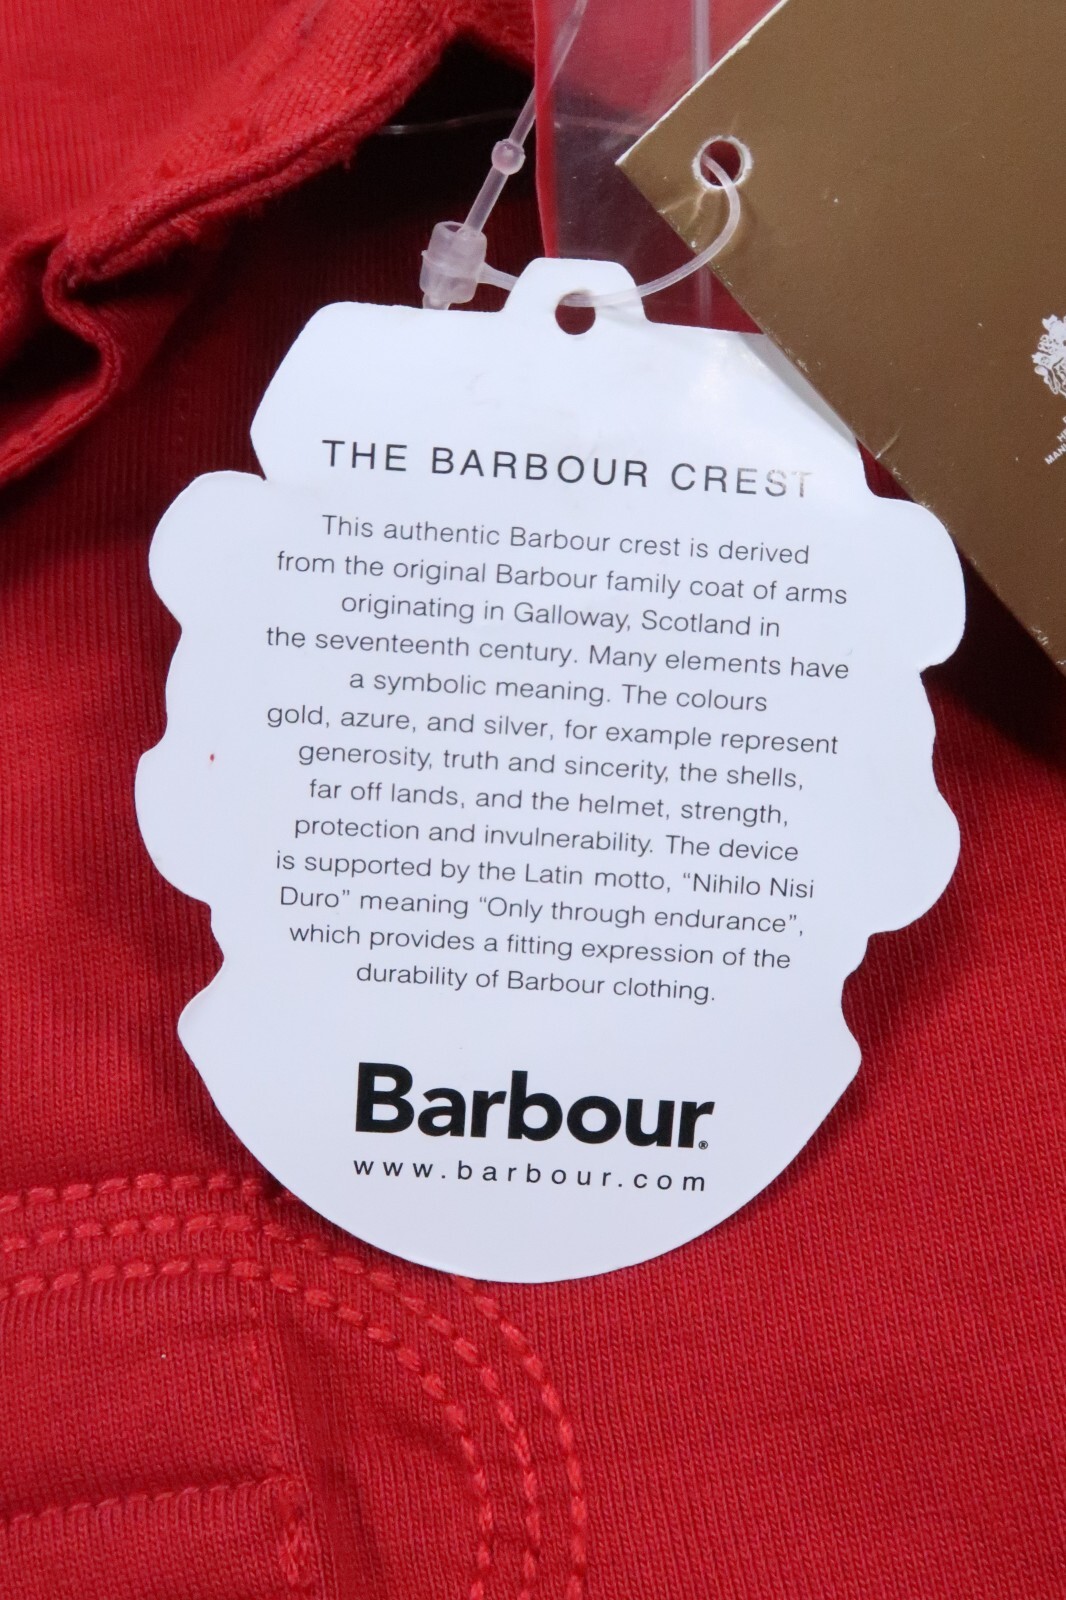 THE BARBOUR CREST
This authentic Barbour crest is derived
from the original Barbour family coat of arms
originating in Galloway, Scotland in
the seventeenth century. Many elements have
a symbolic meaning. The colours
gold, azure, and silver, for example represent
generosity, truth and sincerity, the shells,
far off lands, and the helmet, strength,
protection and invulnerability. The device
is supported by the Latin motto, “Nihilo Nisi
Duro” meaning “Only through endurance”,
which provides a fitting expression of the
durability of Barbour clothing.
Barbour®
www.barbour.com